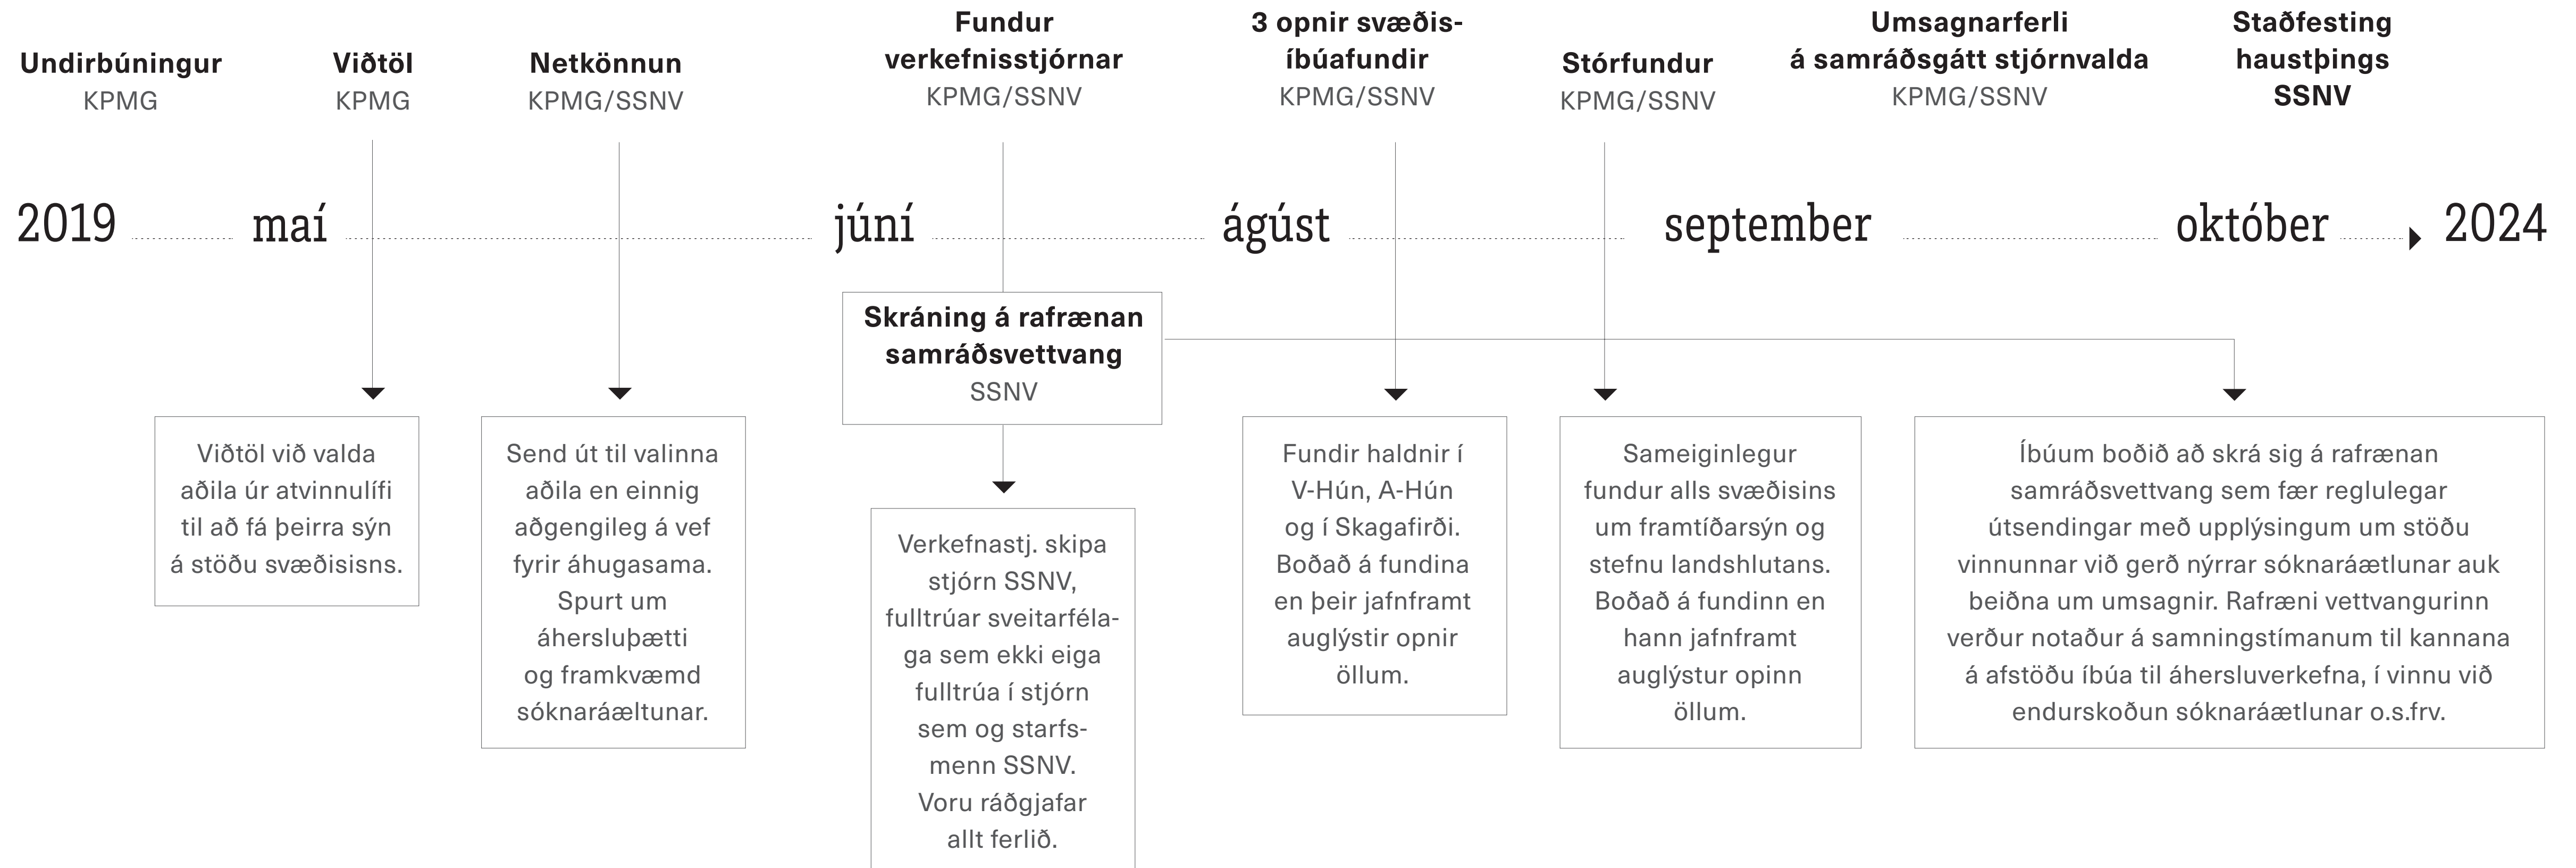 Undirbúningur
KPMG
Viðtöl
KPMG
Netkönnun
KPMG/SSNV
Fundur
verkefnisstjórnar
KPMG/SSNV
3 opnir svæðis-
íbúafundir
KPMG/SSNV
Stórfundur
KPMG/SSNV
Umsagnarferli
á samráðsgátt stjórnvalda
KPMG/SSNV
Staðfesting
haustþings
SSNV
2019 maí júní ágúst september október 2024
Skráning á rafrænan
samráðsvettvang
SSNV
Viðtöl við valda
aðila úr atvinnulífi
til að fá þeirra sýn
á stöðu svæðisisns.
Send út til valinna
aðila en einnig
aðgengileg á vef
fyrir áhugasama.
Spurt um
áhersluþætti
og framkvæmd
sóknaráæltunar.
Verkefnastj. skipa
stjórn SSNV,
fulltrúar sveitarféla-
ga sem ekki eiga
fulltrúa í stjórn
sem og starfs-
menn SSNV.
Voru ráðgjafar
allt ferlið.
Fundir haldnir í
V-Hún, A-Hún
og í Skagafirði.
Boðað á fundina
en þeir jafnframt
auglýstir opnir
öllum.
Sameiginlegur
fundur alls svæðisins
um framtíðarsýn og
stefnu landshlutans.
Boðað á fundinn en
hann jafnframt
auglýstur opinn
öllum.
Íbúum boðið að skrá sig á rafrænan
samráðsvettvang sem fær reglulegar
útsendingar með upplýsingum um stöðu
vinnunnar við gerð nýrrar sóknaráætlunar auk
beiðna um umsagnir. Rafræni vettvangurinn
verður notaður á samningstímanum til kannana
á afstöðu íbúa til áhersluverkefna, í vinnu við
endurskoðun sóknaráætlunar o.s.frv.